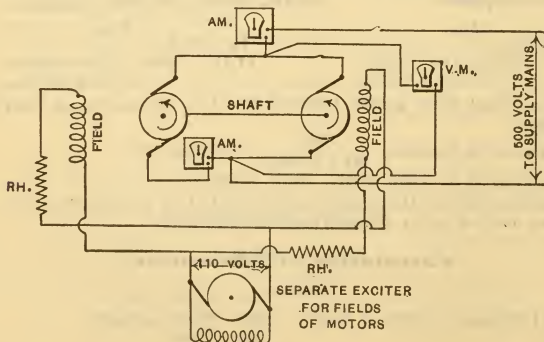 AM.
V.M.
SHAFT
FIELD
FIELD
AM.
500 VOLTS
TO SUPPLY MAINS
RH.
110 VOLTS
RH.
SEPARATE EXCITER
FOR FIELDS
OF MOTORS